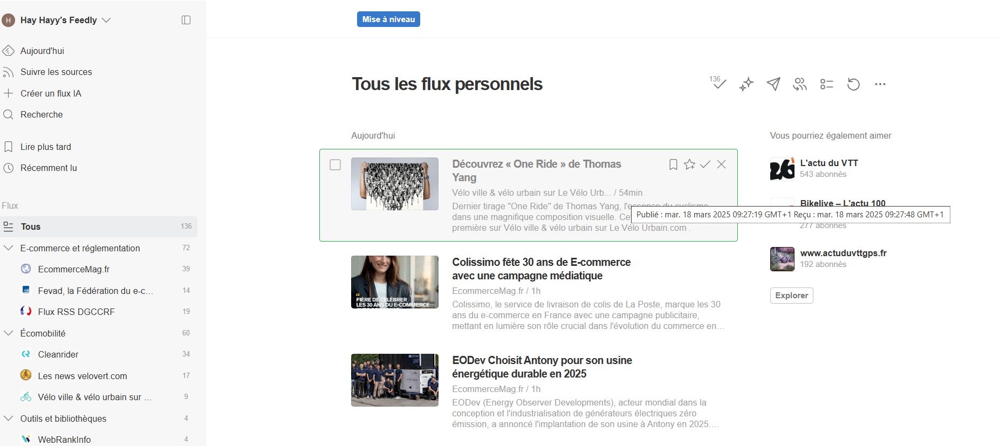 H Hay Hayy's Feedly
Aujourd'hui
Suivre les sources
Créer un flux IA
Recherche
Lire plus tard
Récemment lu
Flux
Tous 136
E-commerce et réglementation 72
EcommerceMag.fr 39
Fevad, la Fédération du e-c... 14
Flux RSS DGCCRF 19
Écomobilité 60
Cleanrider 34
Les news velovert.com 17
Vélo ville & vélo urbain sur ... 9
Outils et bibliothèques 4
WebRankInfo 4
Mise à niveau
Tous les flux personnels
136
Aujourd'hui
Découvrez « One Ride » de Thomas
Yang
Vélo ville & vélo urbain sur Le Vélo Urb... / 54min
Dernier tirage "One Ride" de Thomas Yang, l'essence du cyclisme
dans une magnifique composition visuelle.
première sur Vélo ville & vélo urbain sur Le Vélo Urbain.com .
Publié : mar. 18 mars 2025 09:27:19 GMT+1 Reçu : mar. 18 mars 2025 09:27:48 GMT+1
Colissimo fête 30 ans de E-commerce
avec une campagne médiatique
EcommerceMag.fr / 1h
Colissimo, le service de livraison de colis de La Poste, marque les 30
ans du e-commerce en France avec une campagne publicitaire,
mettant en lumière son rôle crucial dans l'évolution du commerce en...
FIÈRE DE CÉLÉBRER
LES 30 ANS DU E-COMMERCE
EODev Choisit Antony pour son usine
énergétique durable en 2025
EcommerceMag.fr / 1h
EODev (Energy Observer Developments), acteur mondial dans la
conception et l'industrialisation de générateurs électriques zéro
émission, a annoncé l'implantation de son usine à Antony en 2025....
Vous pourriez également aimer
26
L'actu du VTT
543 abonnés
Bikelive – L'actu 100
277 abonnés
www.actuduvttgps.fr
192 abonnés
Explorer